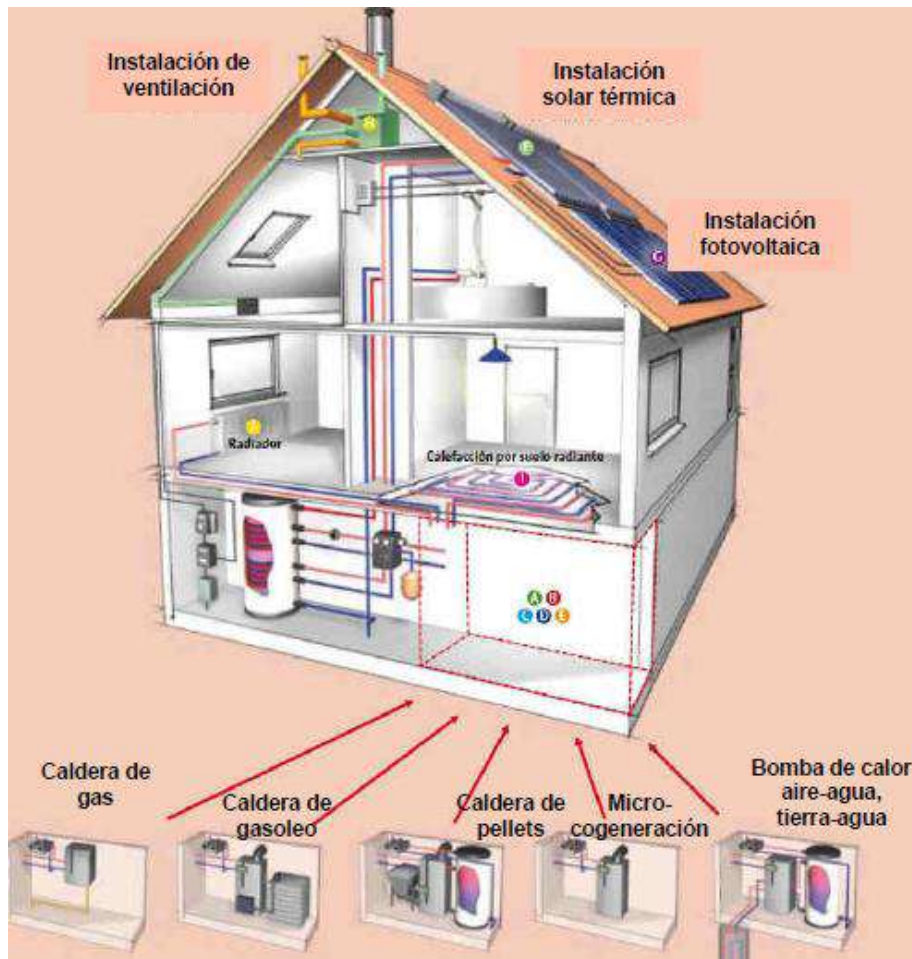 Instalación de
ventilación
Instalación
solar térmica
Instalación
fotovoltaica
H
F
G
Radiador
Calefacción por suelo radiante
I
A B
C D E
Caldera de
gas
Caldera de
gasoleo
Caldera de
pellets
Micro-
cogeneración
Bomba de calor
aire-agua,
tierra-agua